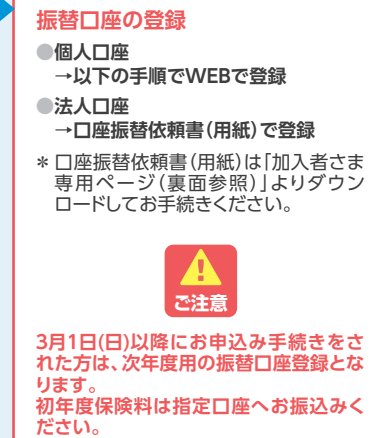 振替口座の登録
●個人口座
→以下の手順でWEBで登録
●法人口座
→口座振替依頼書(用紙)で登録
＊口座振替依頼書(用紙)は「加入者さま
専用ページ(裏面参照)」よりダウン
ロードしてお手続きください。
ご注意
3月1日(日)以降にお申込み手続きをさ
れた方は、次年度用の振替口座登録とな
ります。
初年度保険料は指定口座へお振込みく
ださい。